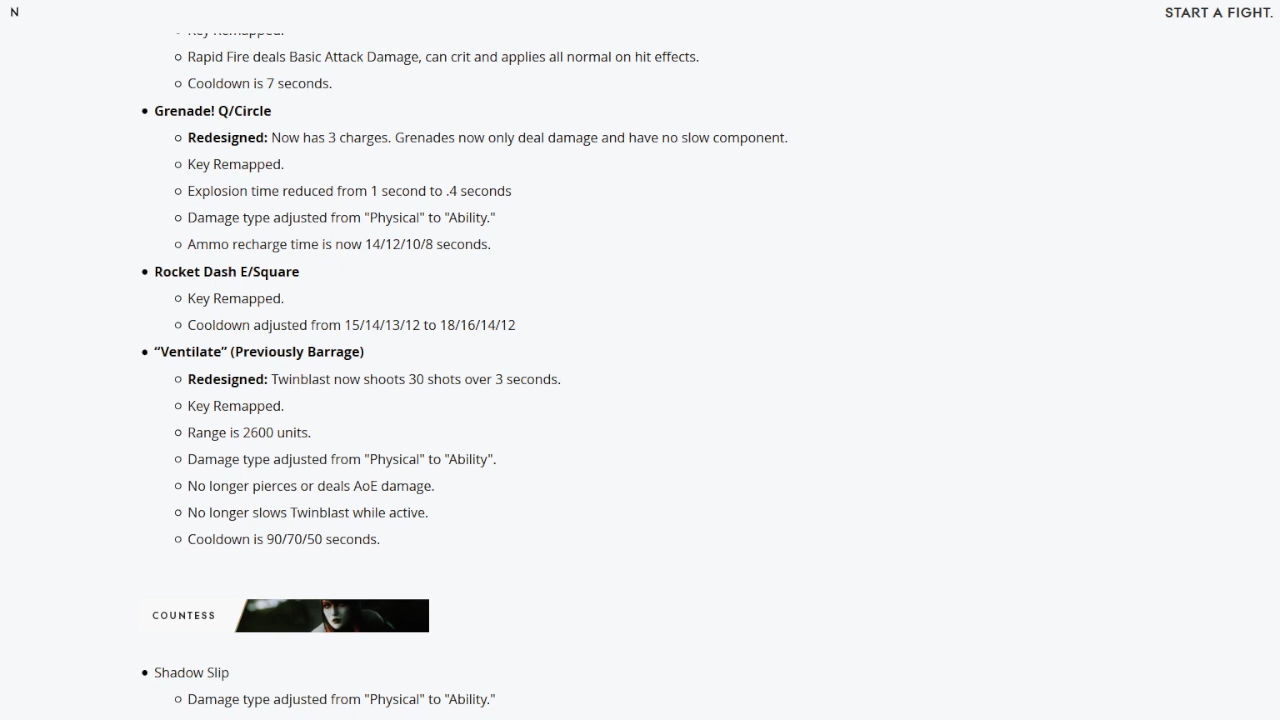 N
START A FIGHT.
Key Remapped.
Rapid Fire deals Basic Attack Damage, can crit and applies all normal on hit effects.
Cooldown is 7 seconds.
Grenade! Q/Circle
Redesigned: Now has 3 charges. Grenades now only deal damage and have no slow component.
Key Remapped.
Explosion time reduced from 1 second to .4 seconds
Damage type adjusted from "Physical" to "Ability."
Ammo recharge time is now 14/12/10/8 seconds.
Rocket Dash E/Square
Key Remapped.
Cooldown adjusted from 15/14/13/12 to 18/16/14/12
“Ventilate” (Previously Barrage)
Redesigned: Twinblast now shoots 30 shots over 3 seconds.
Key Remapped.
Range is 2600 units.
Damage type adjusted from "Physical" to "Ability".
No longer pierces or deals AoE damage.
No longer slows Twinblast while active.
Cooldown is 90/70/50 seconds.
COUNTESS
Shadow Slip
Damage type adjusted from "Physical" to "Ability."